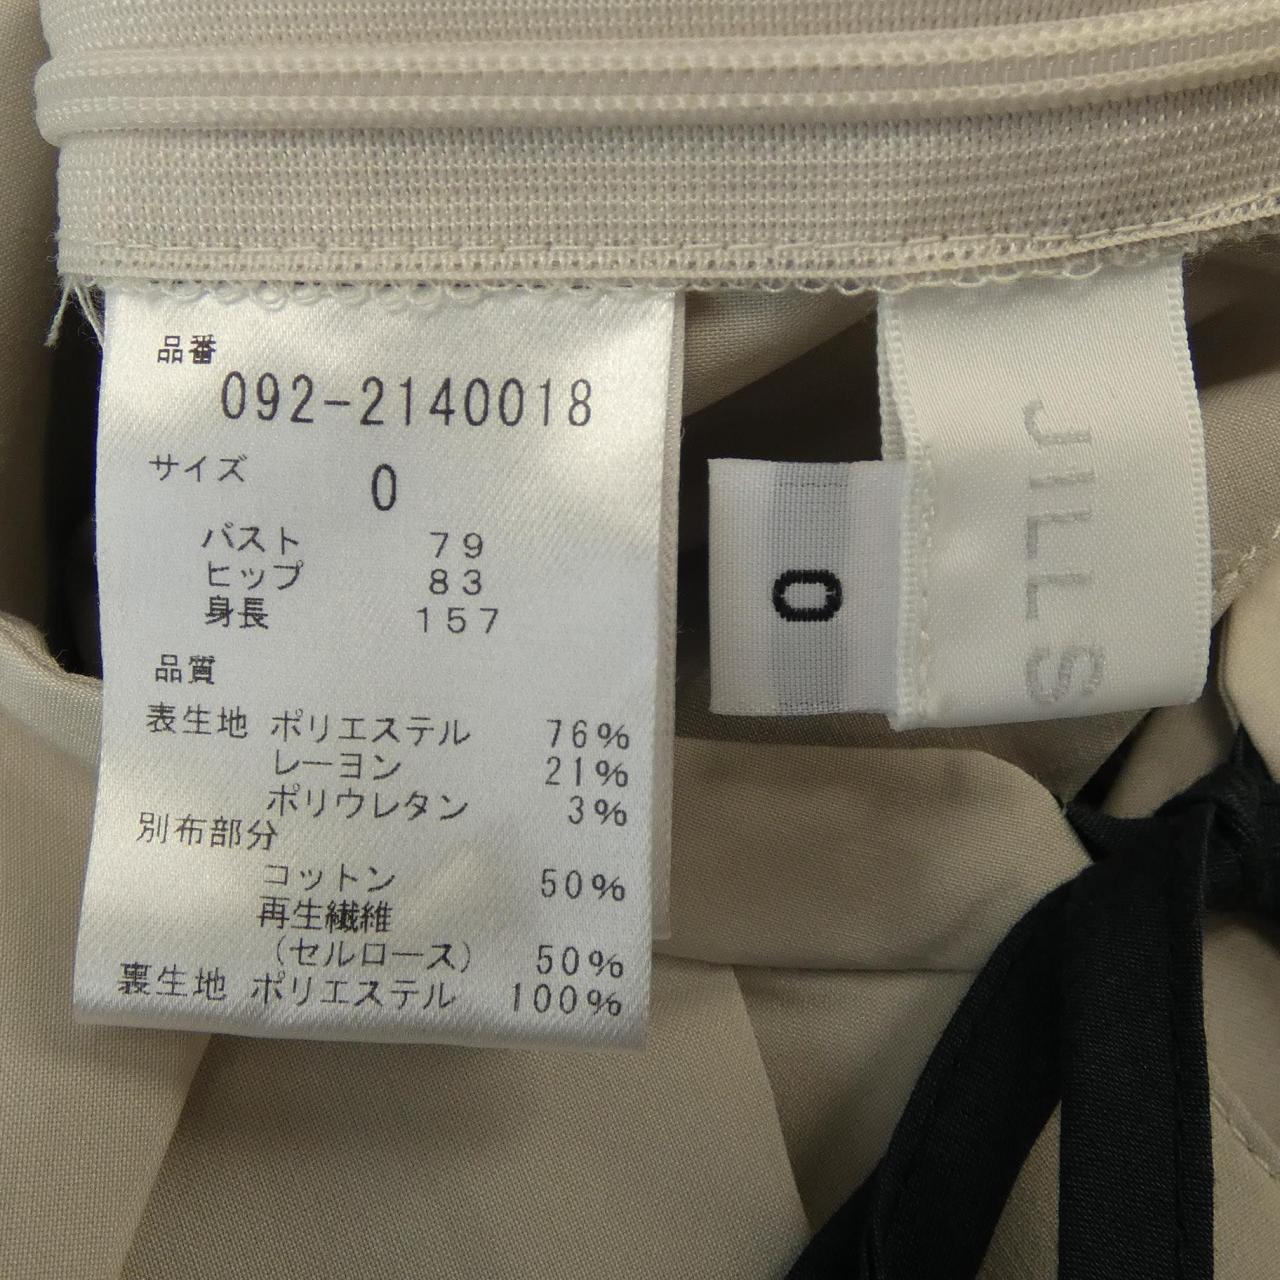 品番
092-2140018
サイズ 0
バスト 79
ヒップ 83
身長 157
品質
表生地 ポリエステル 76%
レーヨン 21%
ポリウレタン 3%
別布部分
コットン 50%
再生繊維
(セルロース) 50%
裏生地 ポリエステル 100%
0
JILLS